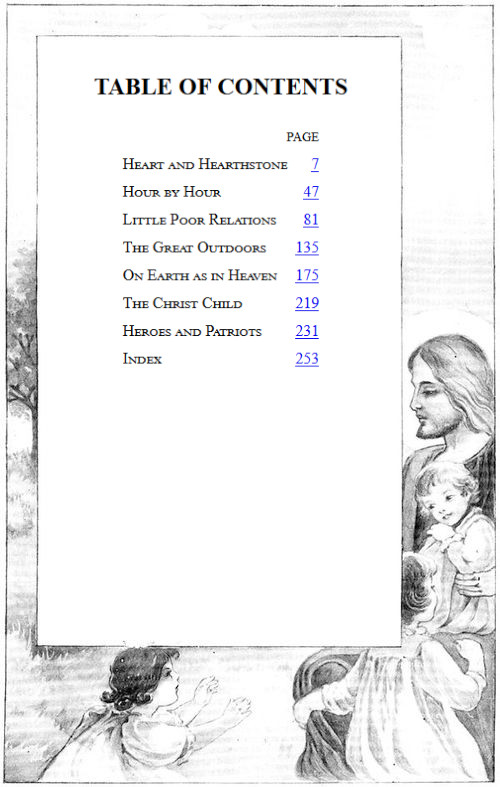 TABLE OF CONTENTS
PAGE
Heart and Hearthstone 7
Hour by Hour 47
Little Poor Relations 81
The Great Outdoors 135
On Earth as in Heaven 175
The Christ Child 219
Heroes and Patriots 231
Index 253